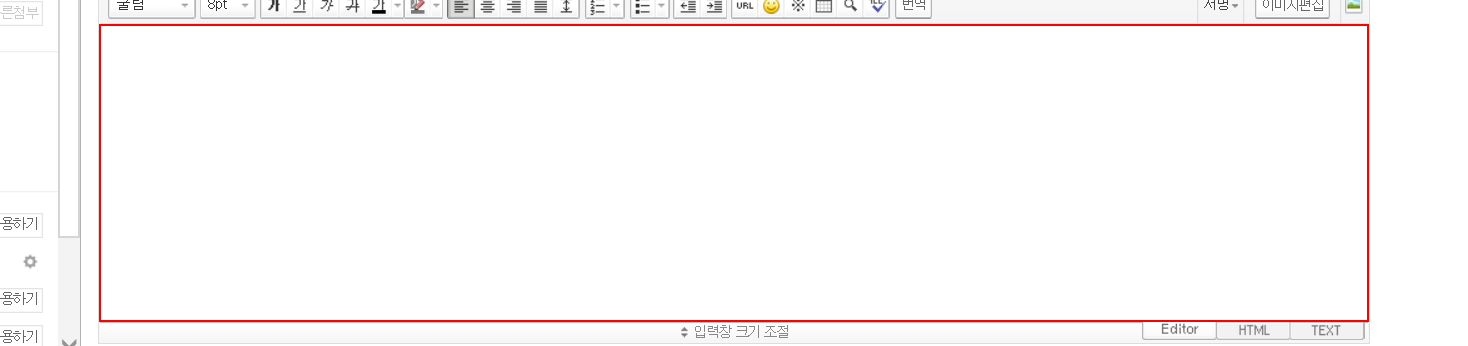 른첨부
굴림 8pt 가 가 가 가 가 URL 번역 서명 이미지편집
용하기
용하기
용하기
입력창 크기 조절 Editor HTML TEXT